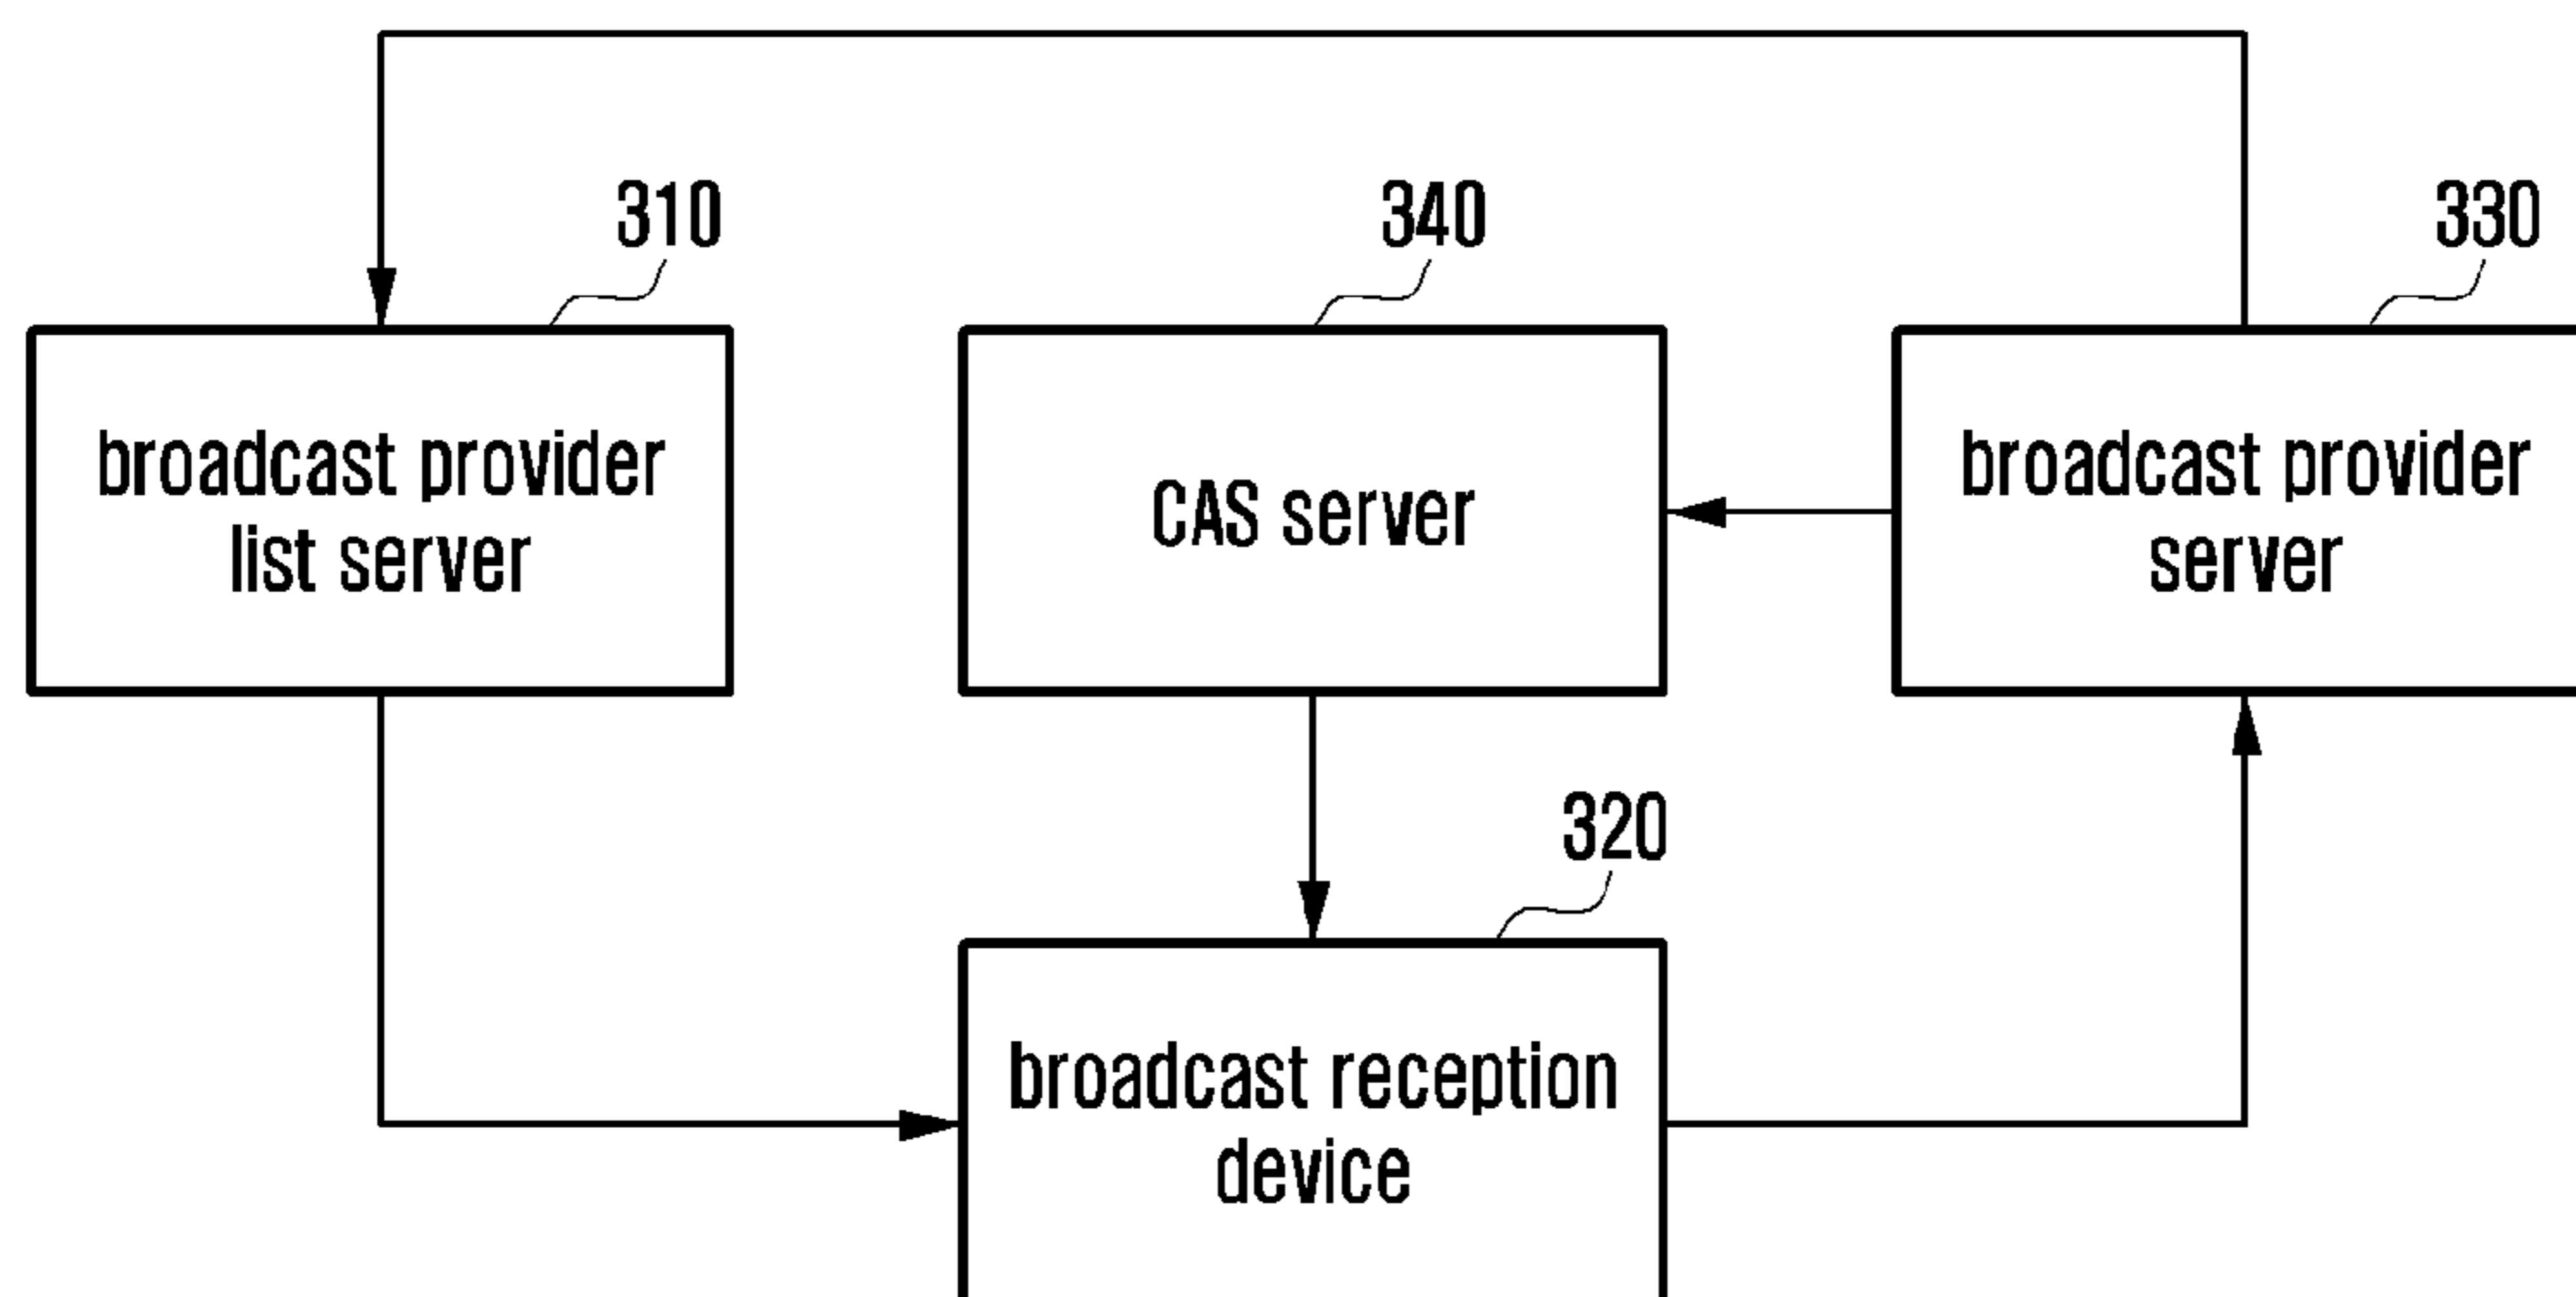 310
340
330
broadcast provider
list server
CAS server
broadcast provider
server
320
broadcast reception
device